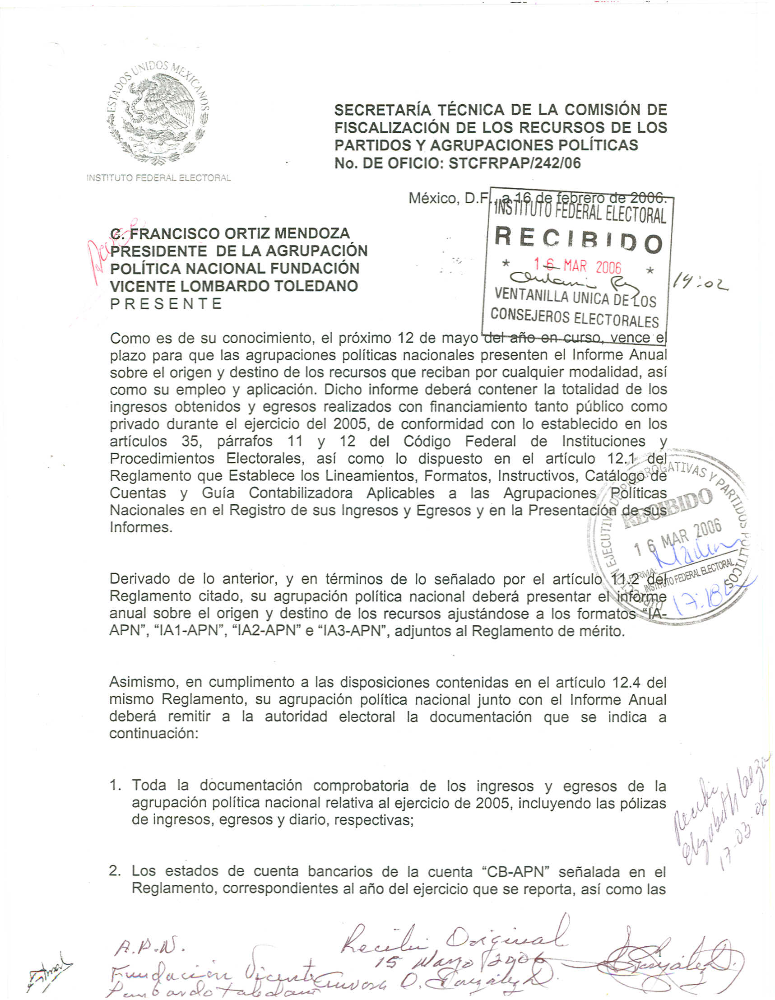 ESTADOS UNIDOS MEXICANOS
INSTITUTO FEDERAL ELECTORAL
SECRETARÍA TÉCNICA DE LA COMISIÓN DE
FISCALIZACIÓN DE LOS RECURSOS DE LOS
PARTIDOS Y AGRUPACIONES POLÍTICAS
No. DE OFICIO: STCFRPAP/242/06
México, D.F., a 16 de febrero de 2006.
INSTITUTO FEDERAL ELECTORAL
RECIBIDO
* 16 MAR 2006 *
14:02
VENTANILLA UNICA DE LOS
CONSEJEROS ELECTORALES
C. FRANCISCO ORTIZ MENDOZA
PRESIDENTE DE LA AGRUPACIÓN
POLÍTICA NACIONAL FUNDACIÓN
VICENTE LOMBARDO TOLEDANO
P R E S E N T E
Como es de su conocimiento, el próximo 12 de mayo del año en curso, vence e
plazo para que las agrupaciones políticas nacionales presenten el Informe Anual
sobre el origen y destino de los recursos que reciban por cualquier modalidad, así
como su empleo y aplicación. Dicho informe deberá contener la totalidad de los
ingresos obtenidos y egresos realizados con financiamiento tanto público como
privado durante el ejercicio del 2005, de conformidad con lo establecido en los
artículos 35, párrafos 11 y 12 del Código Federal de Instituciones y
Procedimientos Electorales, así como lo dispuesto en el artículo 12.1 del
Reglamento que Establece los Lineamientos, Formatos, Instructivos, Catálogo de
Cuentas y Guía Contabilizadora Aplicables a las Agrupaciones Políticas
Nacionales en el Registro de sus Ingresos y Egresos y en la Presentación de sus
Informes.
DIRECCION EJECUTIVA DE PRERROGATIVAS Y PARTIDOS POLITICOS
RECIBIDO
16 MAR 2006
FIRMA:
INSTITUTO FEDERAL ELECTORAL
17:18
Derivado de lo anterior, y en términos de lo señalado por el artículo 11.2 del
Reglamento citado, su agrupación política nacional deberá presentar el informe
anual sobre el origen y destino de los recursos ajustándose a los formatos “IA-
APN”, “IA1-APN”, “IA2-APN” e “IA3-APN”, adjuntos al Reglamento de mérito.
Asimismo, en cumplimento a las disposiciones contenidas en el artículo 12.4 del
mismo Reglamento, su agrupación política nacional junto con el Informe Anual
deberá remitir a la autoridad electoral la documentación que se indica a
continuación:
1. Toda la documentación comprobatoria de los ingresos y egresos de la
agrupación política nacional relativa al ejercicio de 2005, incluyendo las pólizas
de ingresos, egresos y diario, respectivas;
2. Los estados de cuenta bancarios de la cuenta “CB-APN” señalada en el
Reglamento, correspondientes al año del ejercicio que se reporta, así como las
Recibí
Elizabeth Loeza
17-03-06
A.P.N.
Fundación Vicente
Lombardo Toledano
Recibí Original
15 Marzo 2006
O. González D.